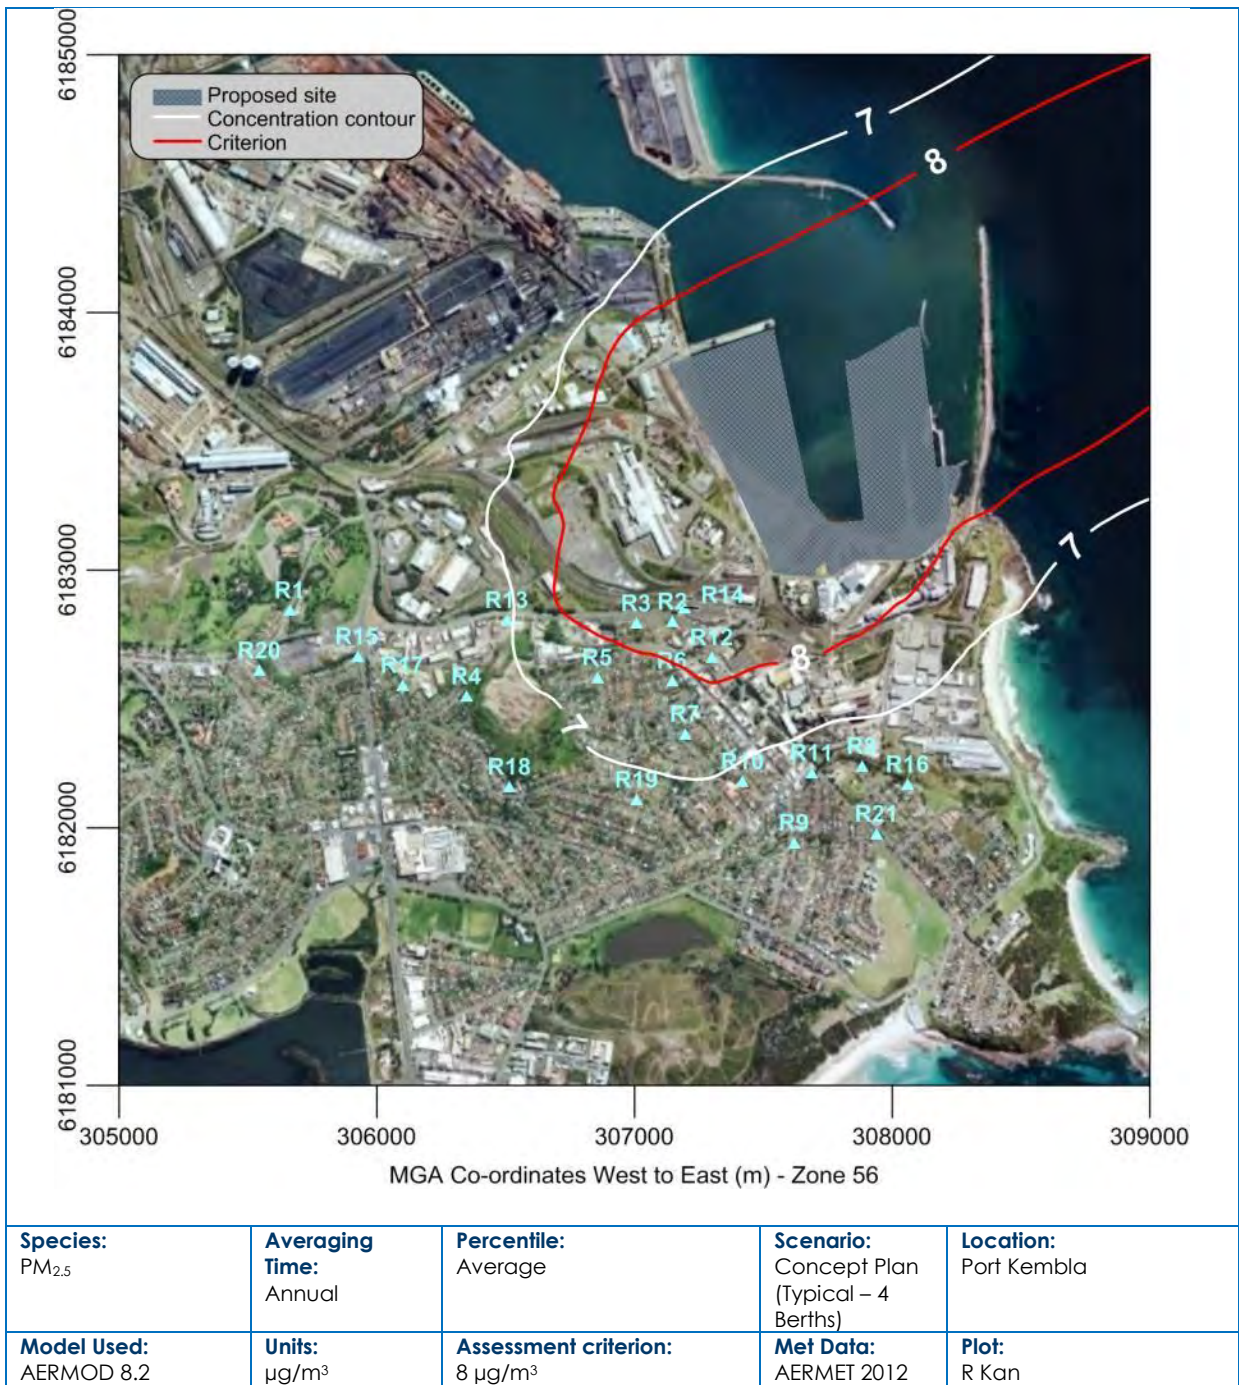 6185000
Proposed site
Concentration contour
Criterion
7
8
6184000
7
6183000
R1
R13
R3
R2
R14
R20
R15
R17
R4
R5
R6
R12
8
R7
7
R18
R19
R10
R11
R8
R16
R9
R21
6182000
6181000
305000
306000
307000
308000
309000
MGA Co-ordinates West to East (m) - Zone 56
Species:
PM2.5
Averaging
Time:
Annual
Percentile:
Average
Scenario:
Concept Plan
(Typical – 4
Berths)
Location:
Port Kembla
Model Used:
AERMOD 8.2
Units:
µg/m³
Assessment criterion:
8 µg/m³
Met Data:
AERMET 2012
Plot:
R Kan